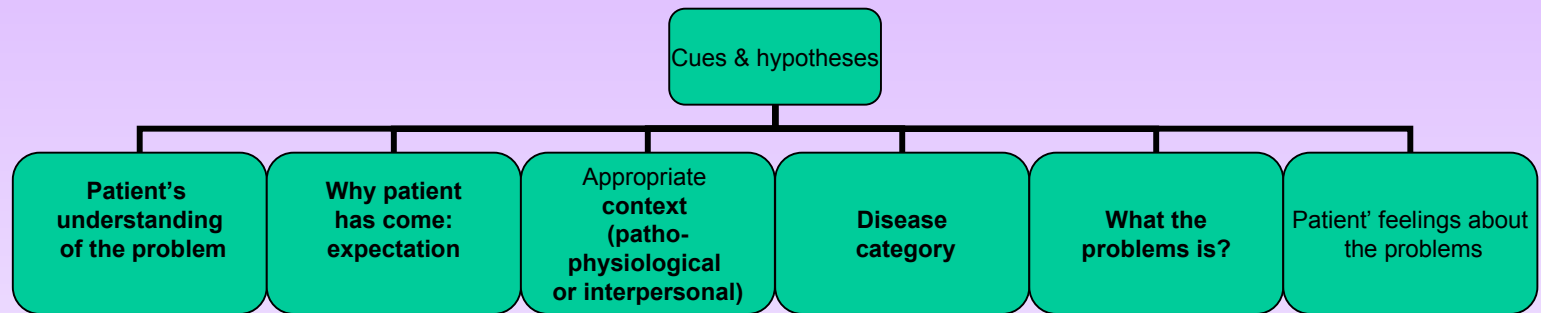 Cues & hypotheses
Patient's
understanding
of the problem
Why patient
has come:
expectation
Appropriate
context
(patho-
physiological
or interpersonal)
Disease
category
What the
problems is?
Patient' feelings about
the problems